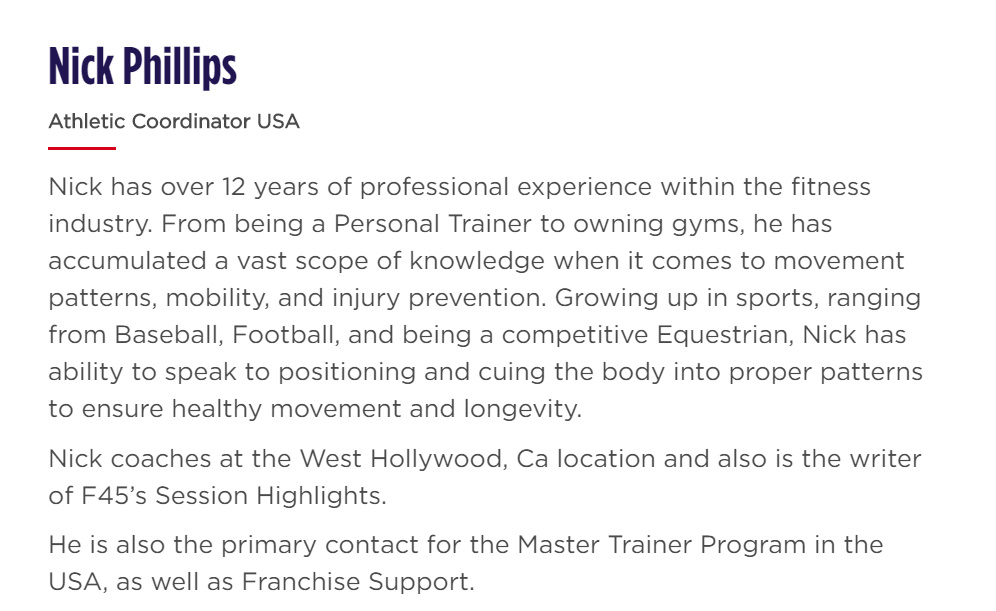 Nick Phillips
Athletic Coordinator USA
Nick has over 12 years of professional experience within the fitness
industry. From being a Personal Trainer to owning gyms, he has
accumulated a vast scope of knowledge when it comes to movement
patterns, mobility, and injury prevention. Growing up in sports, ranging
from Baseball, Football, and being a competitive Equestrian, Nick has
ability to speak to positioning and cuing the body into proper patterns
to ensure healthy movement and longevity.
Nick coaches at the West Hollywood, Ca location and also is the writer
of F45’s Session Highlights.
He is also the primary contact for the Master Trainer Program in the
USA, as well as Franchise Support.